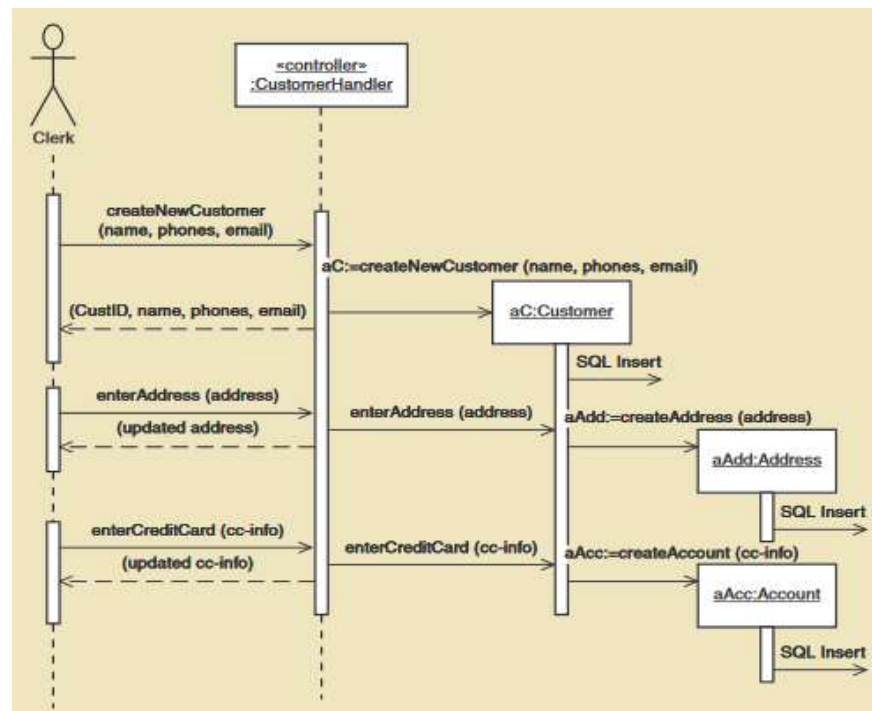 «controller»
:CustomerHandler
Clerk
createNewCustomer
(name, phones, email)
aC:=createNewCustomer (name, phones, email)
(CustID, name, phones, email)
aC:Customer
SQL Insert
enterAddress (address)
enterAddress (address)
aAdd:=createAddress (address)
(updated address)
aAdd:Address
SQL Insert
enterCreditCard (cc-info)
enterCreditCard (cc-info)
aAcc:=createAccount (cc-info)
(updated cc-info)
aAcc:Account
SQL Insert